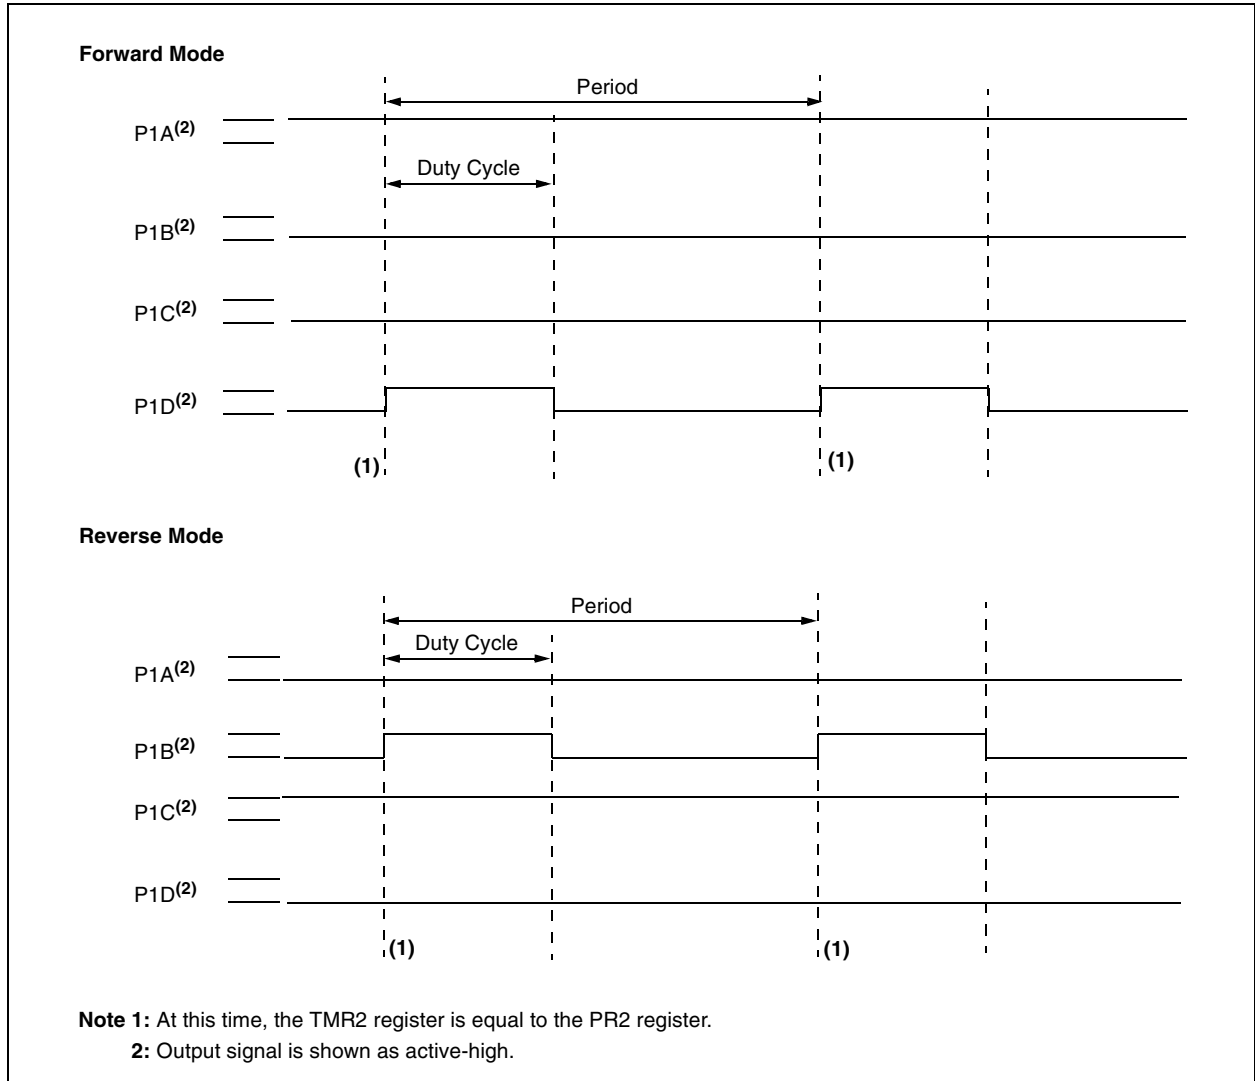 Forward Mode
Period
P1A(2)
Duty Cycle
P1B(2)
P1C(2)
P1D(2)
(1)
(1)
Reverse Mode
Period
Duty Cycle
P1A(2)
P1B(2)
P1C(2)
P1D(2)
(1)
(1)
Note 1: At this time, the TMR2 register is equal to the PR2 register.
2: Output signal is shown as active-high.